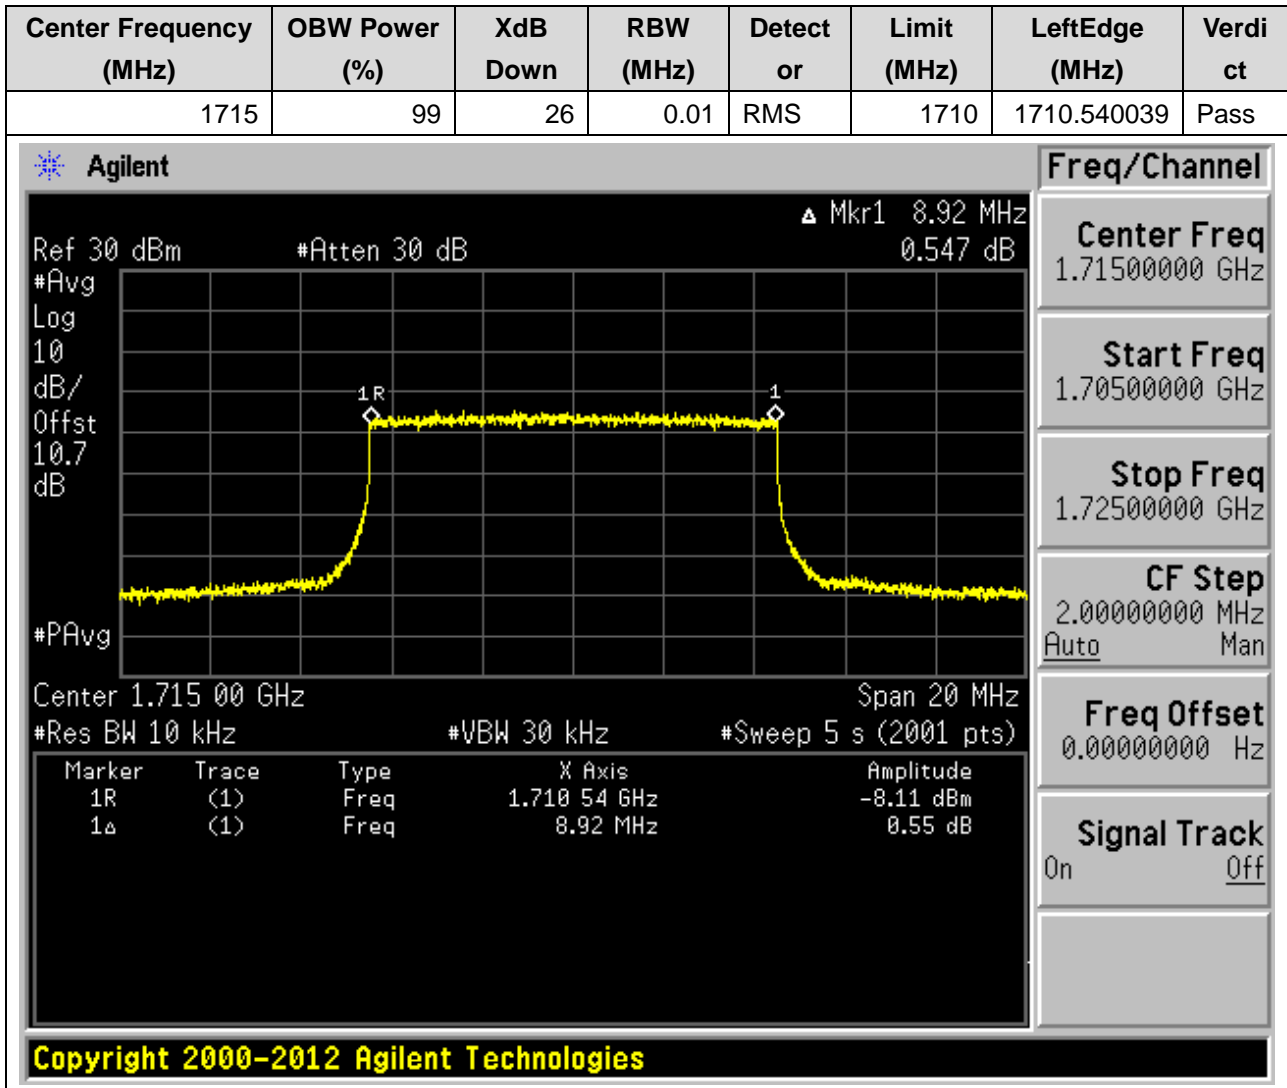 Center Frequency OBW Power XdB RBW Detect Limit LeftEdge Verdi
(MHz) (%) Down (MHz) or (MHz) (MHz) ct
1715 99 26 0.01 RMS 1710 1710.540039 Pass
Agilent Freq/Channel
Δ Mkr1 8.92 MHz
Ref 30 dBm #Atten 30 dB 0.547 dB
#Avg
Log
10
dB/
Offst
10.7
dB
1R 1
#PAvg
Center 1.715 00 GHz Span 20 MHz
#Res BW 10 kHz #VBW 30 kHz #Sweep 5 s (2001 pts)
Marker Trace Type X Axis Amplitude
1R (1) Freq 1.710 54 GHz -8.11 dBm
1Δ (1) Freq 8.92 MHz 0.55 dB
Center Freq
1.71500000 GHz
Start Freq
1.70500000 GHz
Stop Freq
1.72500000 GHz
CF Step
2.00000000 MHz
Auto Man
Freq Offset
0.00000000 Hz
Signal Track
On Off
Copyright 2000-2012 Agilent Technologies